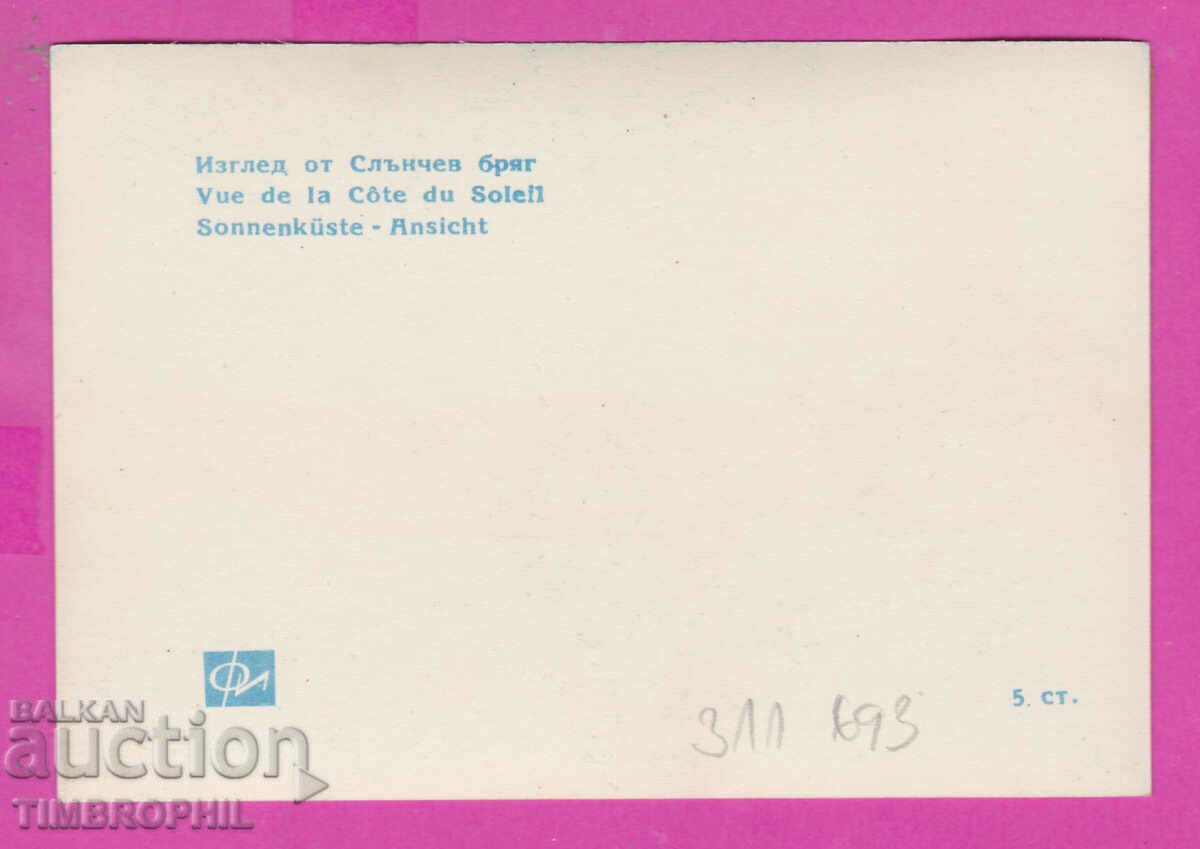 Изглед от Слънчев бряг
Vue de la Côte du Soleil
Sonnenküste - Ansicht
ФИ
5. ст.
311 693
BALKAN
auction
TIMBROPHIL